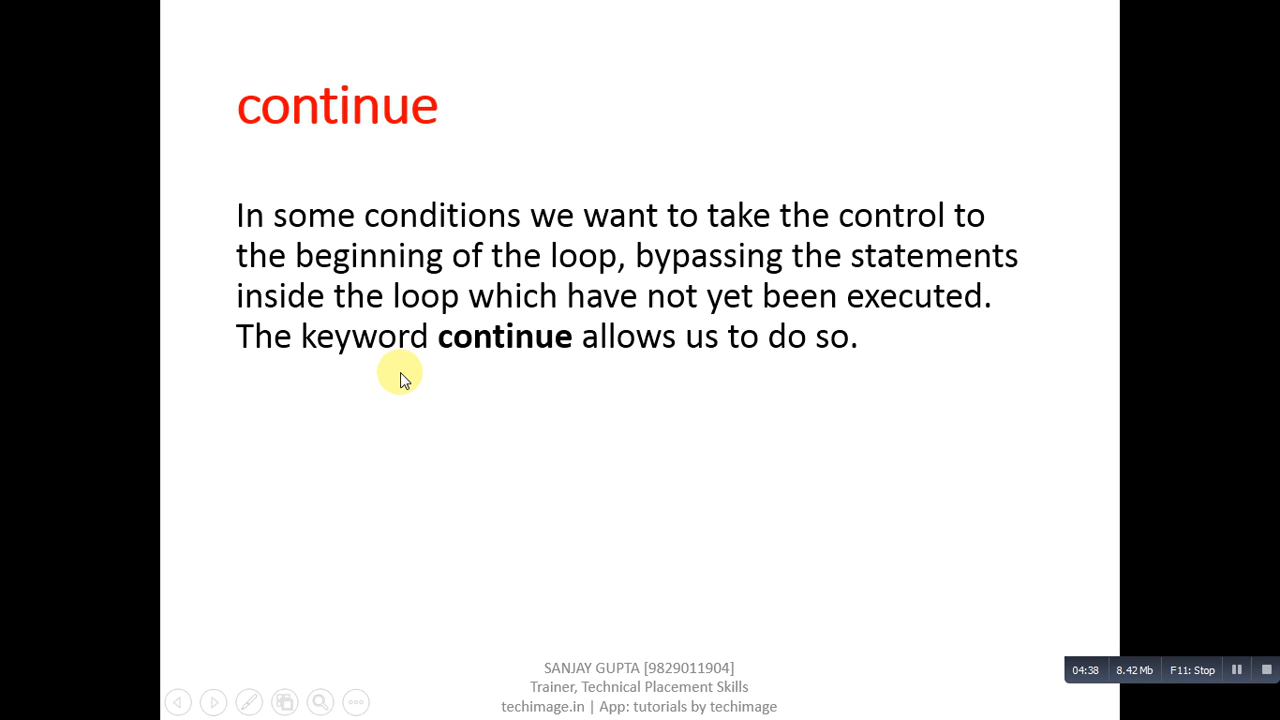 continue
In some conditions we want to take the control to
the beginning of the loop, bypassing the statements
inside the loop which have not yet been executed.
The keyword continue allows us to do so.
SANJAY GUPTA [9829011904]
Trainer, Technical Placement Skills
techimage.in | App: tutorials by techimage
04:38 8.42 Mb F11: Stop